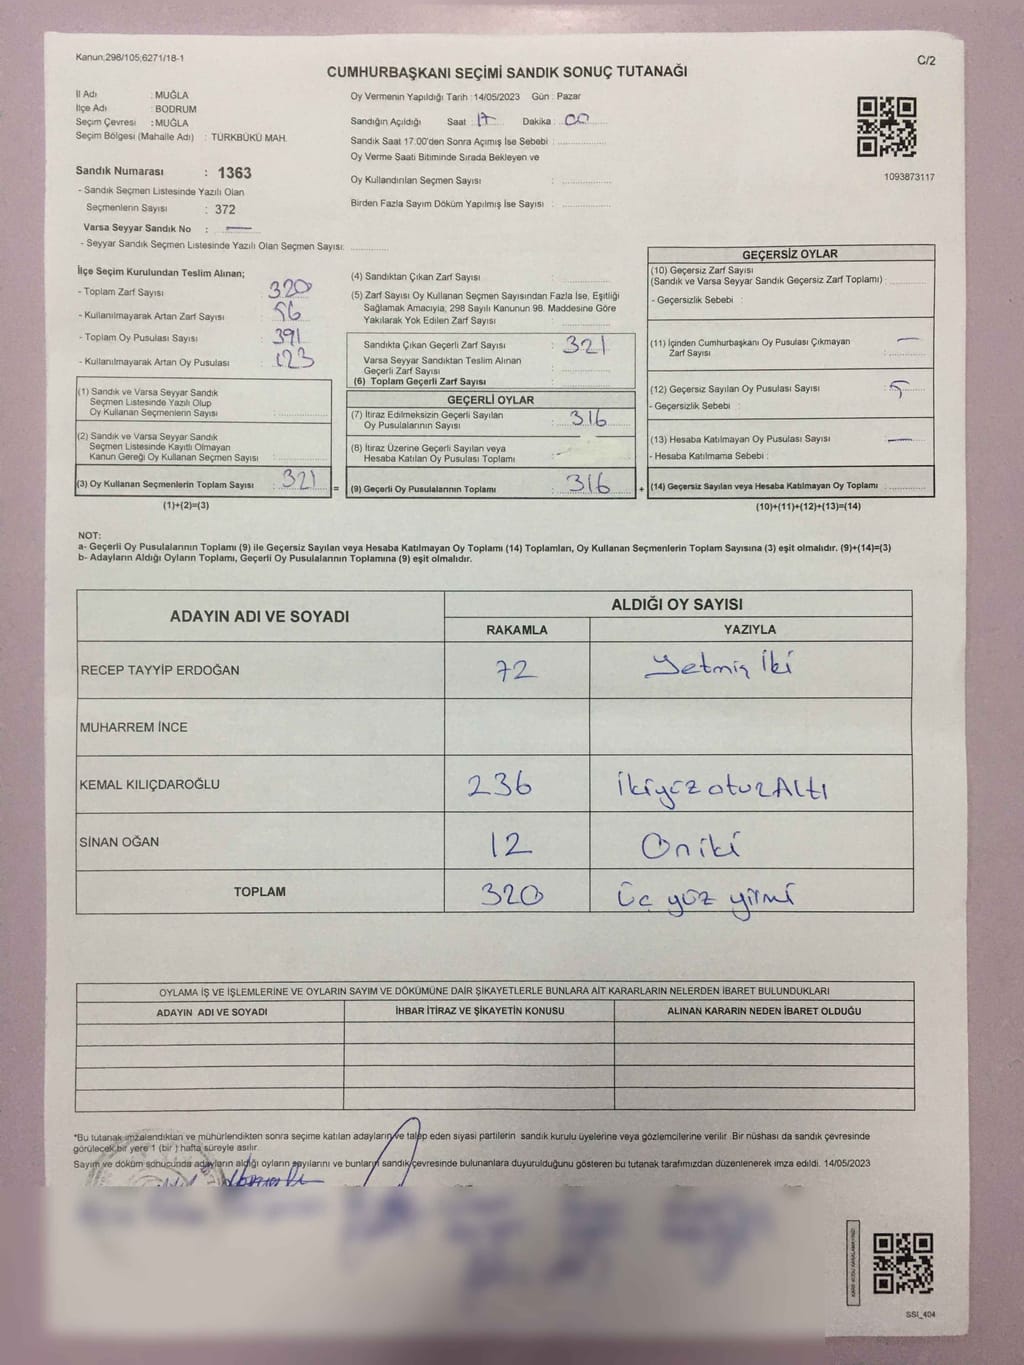 Kanun;298/105;6271/18-1
C/2
CUMHURBAŞKANI SEÇİMİ SANDIK SONUÇ TUTANAĞI
İl Adı : MUĞLA
İlçe Adı : BODRUM
Seçim Çevresi : MUĞLA
Seçim Bölgesi (Mahalle Adı) : TÜRKBÜKÜ MAH.
Sandık Numarası : 1363
- Sandık Seçmen Listesinde Yazılı Olan
Seçmenlerin Sayısı : 372
Varsa Seyyar Sandık No : —
- Seyyar Sandık Seçmen Listesinde Yazılı Olan Seçmen Sayısı:
Oy Vermenin Yapıldığı Tarih : 14/05/2023 Gün : Pazar
Sandığın Açıldığı Saat : 17 Dakika : 00
Sandık Saat 17:00'den Sonra Açımış İse Sebebi :
Oy Verme Saati Bitiminde Sırada Bekleyen ve
Oy Kullandırılan Seçmen Sayısı :
Birden Fazla Sayım Döküm Yapılmış İse Sayısı :
1093873117
İlçe Seçim Kurulundan Teslim Alınan;
- Toplam Zarf Sayısı : 320
- Kullanılmayarak Artan Zarf Sayısı : 56
- Toplam Oy Pusulası Sayısı : 391
- Kullanılmayarak Artan Oy Pusulası : 123
(1) Sandık ve Varsa Seyyar Sandık
Seçmen Listesinde Yazılı Olup
Oy Kullanan Seçmenlerin Sayısı :
(2) Sandık ve Varsa Seyyar Sandık
Seçmen Listesinde Kayıtlı Olmayan
Kanun Gereği Oy Kullanan Seçmen Sayısı :
(3) Oy Kullanan Seçmenlerin Toplam Sayısı : 321 =
(1)+(2)=(3)
(4) Sandıktan Çıkan Zarf Sayısı :
(5) Zarf Sayısı Oy Kullanan Seçmen Sayısından Fazla İse, Eşitliği
Sağlamak Amacıyla, 298 Sayılı Kanunun 98. Maddesine Göre
Yakılarak Yok Edilen Zarf Sayısı :
Sandıkta Çıkan Geçerli Zarf Sayısı : 321
Varsa Seyyar Sandıktan Teslim Alınan
Geçerli Zarf Sayısı :
(6) Toplam Geçerli Zarf Sayısı :
GEÇERLİ OYLAR
(7) İtiraz Edilmeksizin Geçerli Sayılan
Oy Pusulalarının Sayısı : 316
(8) İtiraz Üzerine Geçerli Sayılan veya
Hesaba Katılan Oy Pusulası Toplamı :
(9) Geçerli Oy Pusulalarının Toplamı : 316 +
GEÇERSİZ OYLAR
(10) Geçersiz Zarf Sayısı
(Sandık ve Varsa Seyyar Sandık Geçersiz Zarf Toplamı) :
- Geçersizlik Sebebi :
(11) İçinden Cumhurbaşkanı Oy Pusulası Çıkmayan
Zarf Sayısı : —
(12) Geçersiz Sayılan Oy Pusulası Sayısı : 5
- Geçersizlik Sebebi :
(13) Hesaba Katılmayan Oy Pusulası Sayısı : —
- Hesaba Katılmama Sebebi :
(14) Geçersiz Sayılan veya Hesaba Katılmayan Oy Toplamı :
(10)+(11)+(12)+(13)=(14)
NOT:
a- Geçerli Oy Pusulalarının Toplamı (9) ile Geçersiz Sayılan veya Hesaba Katılmayan Oy Toplamı (14) Toplamları, Oy Kullanan Seçmenlerin Toplam Sayısına (3) eşit olmalıdır. (9)+(14)=(3)
b- Adayların Aldığı Oyların Toplamı, Geçerli Oy Pusulalarının Toplamına (9) eşit olmalıdır.
ADAYIN ADI VE SOYADI ALDIĞI OY SAYISI
RAKAMLA YAZIYLA
RECEP TAYYİP ERDOĞAN 72 Yetmiş İki
MUHARREM İNCE
KEMAL KILIÇDAROĞLU 236 İkiyüzotuzAltı
SİNAN OĞAN 12 Oniki
TOPLAM 320 Üç yüz yirmi
OYLAMA İŞ VE İŞLEMLERİNE VE OYLARIN SAYIM VE DÖKÜMÜNE DAİR ŞİKAYETLERLE BUNLARA AİT KARARLARIN NELERDEN İBARET BULUNDUKLARI
ADAYIN ADI VE SOYADI İHBAR İTİRAZ VE ŞİKAYETİN KONUSU ALINAN KARARIN NEDEN İBARET OLDUĞU
*Bu tutanak imzalandıktan ve mühürlendikten sonra seçime katılan adayların ve talep eden siyasi partilerin sandık kurulu üyelerine veya gözlemcilerine verilir. Bir nüshası da sandık çevresinde
görülecek bir yere 1 (bir) hafta süreyle asılır.
Sayım ve döküm sonucunda adayların aldığı oyların sayılarını ve bunların sandık çevresinde bulunanlara duyurulduğunu gösteren bu tutanak tarafımızdan düzenlenerek imza edildi. 14/05/2023
SSI_404